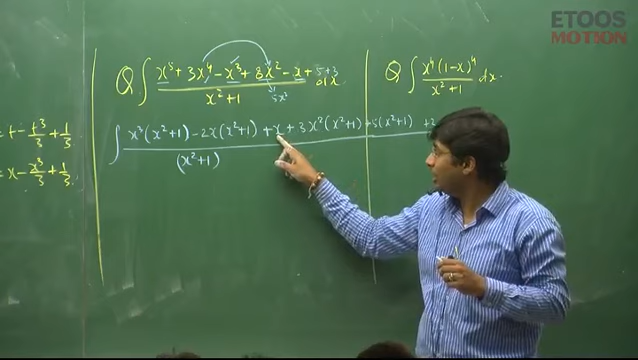 ETOOS
MOTION
Q ∫ x⁵ + 3x⁴ - x³ + 8x² - x + 5 + 3 / x² + 1 dx
5x²
Q ∫ x⁴ (1-x)⁴ / x² + 1 dx
∫ x³ (x²+1) - 2x(x²+1) + x + 3x²(x²+1) + 5(x²+1) + 2 / (x²+1)
= t - t³/3 + 1/3
= x - x³/3 + 1/3